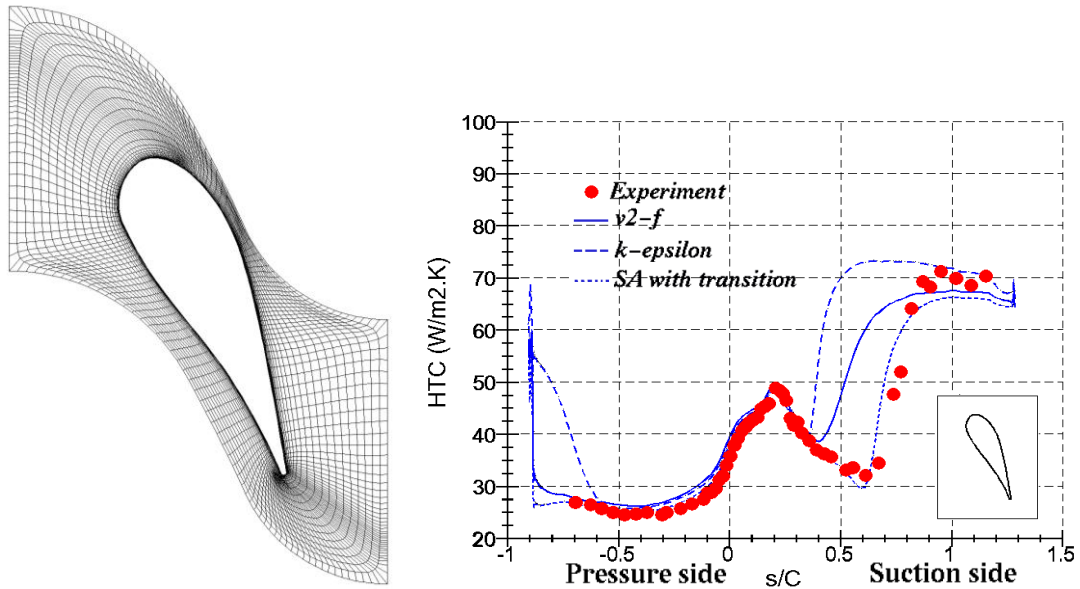 100
90
80
70
60
50
40
30
20
HTC (W/m2.K)
Experiment
v2-f
k-epsilon
SA with transition
-1 -0.5 0 0.5 1 1.5
Pressure side s/C Suction side